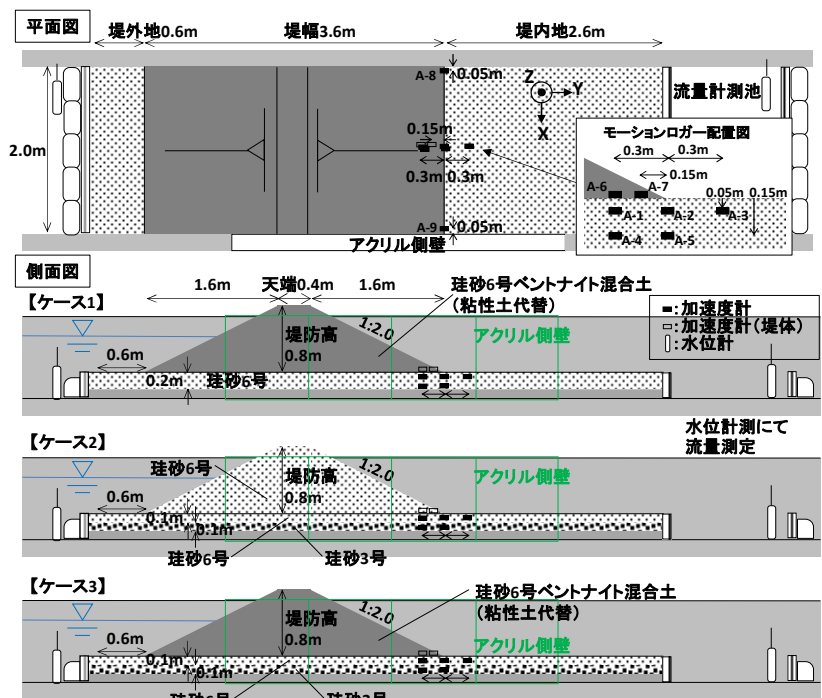 平面図
堤外地0.6m
堤幅3.6m
堤内地2.6m
A-8
0.05m
Z
Y
X
流量計測池
2.0m
0.15m
0.3m 0.3m
モーションロガー配置図
0.3m
0.3m
0.15m
A-6
A-7
0.05m 0.15m
A-1
A-2
A-3
A-4
A-5
A-9
0.05m
アクリル側壁
側面図
1.6m
天端0.4m
1.6m
珪砂6号ベントナイト混合土
(粘性土代替)
【ケース1】
:加速度計
:加速度計(堤体)
:水位計
堤防高
0.8m
1:2.0
アクリル側壁
0.6m
0.2m
珪砂6号
水位計測にて
流量測定
【ケース2】
珪砂6号
堤防高
0.8m
1:2.0
アクリル側壁
0.6m
0.1m
0.1m
珪砂6号
珪砂3号
【ケース3】
珪砂6号ベントナイト混合土
(粘性土代替)
堤防高
0.8m
1:2.0
アクリル側壁
0.6m
0.1m
0.1m